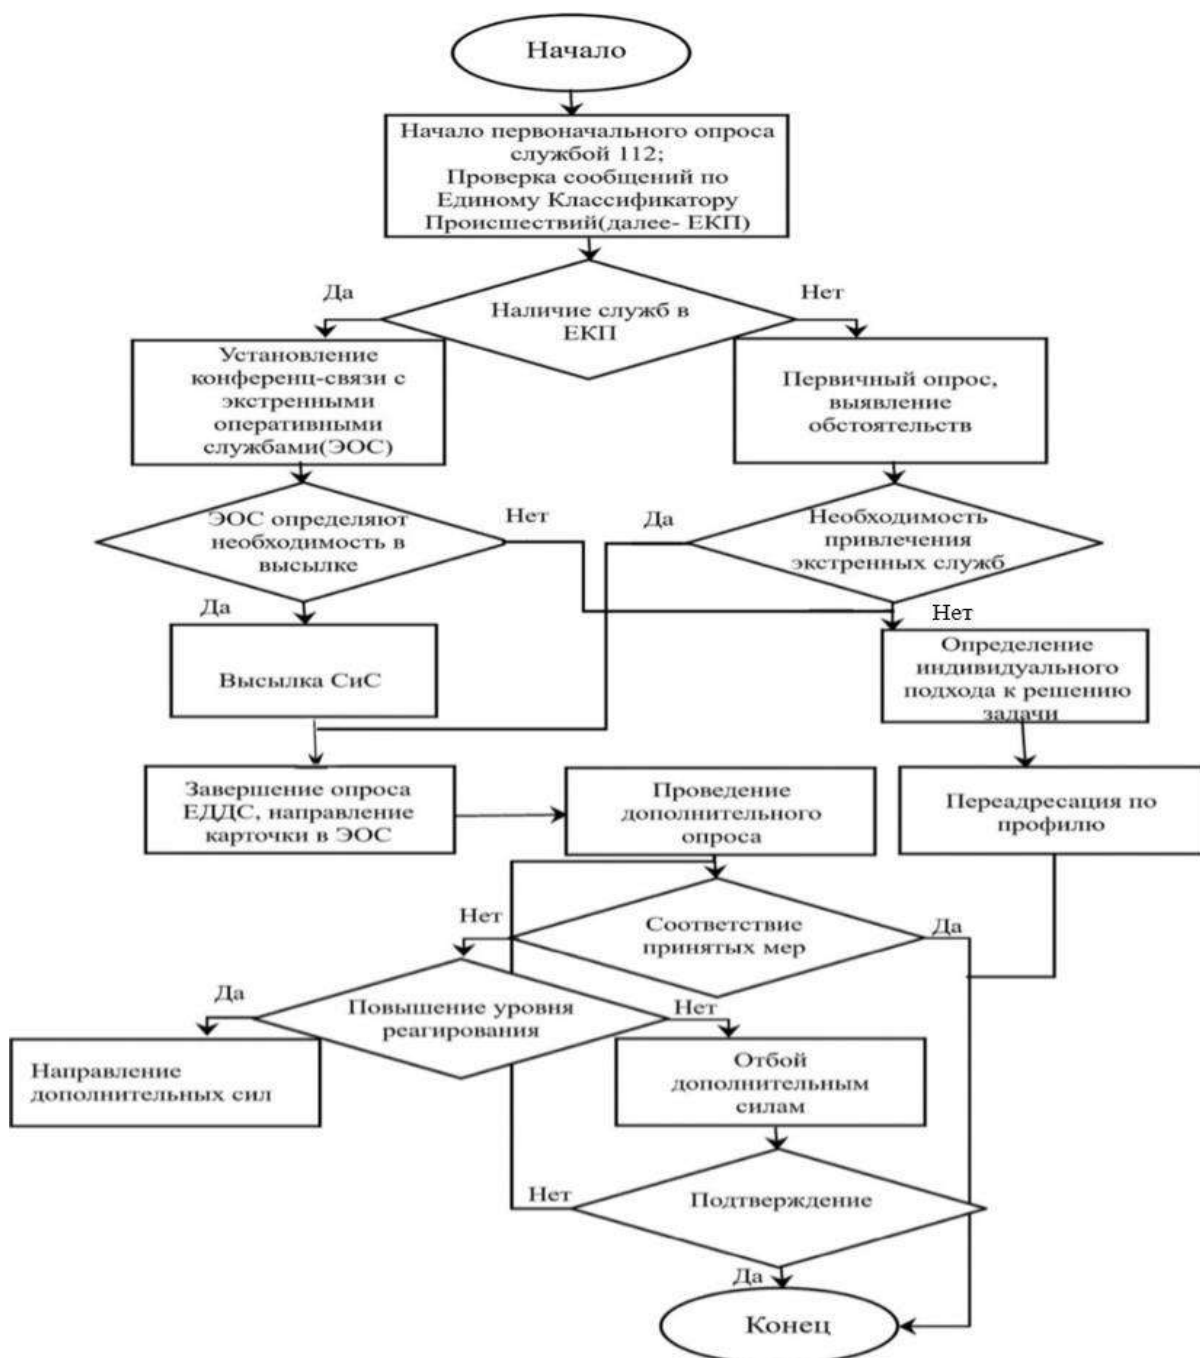 Начало
Начало первоначального опроса
службой 112;
Проверка сообщений по
Единому Классификатору
Происшествий(далее- ЕКП)
Да
Нет
Наличие служб в
ЕКП
Установление
конференц-связи с
экстренными
оперативными
службами(ЭОС)
Первичный опрос,
выявление
обстоятельств
ЭОС определяют
необходимость в
высылке
Нет
Да
Необходимость
привлечения
экстренных служб
Да
Нет
Высылка СиС
Определение
индивидуального
подхода к решению
задачи
Завершение опроса
ЕДДС, направление
карточки в ЭОС
Проведение
дополнительного
опроса
Переадресация по
профилю
Нет
Соответствие
принятых мер
Да
Да
Повышение уровня
реагирования
Нет
Направление
дополнительных сил
Отбой
дополнительным
силам
Нет
Подтверждение
Да
Конец